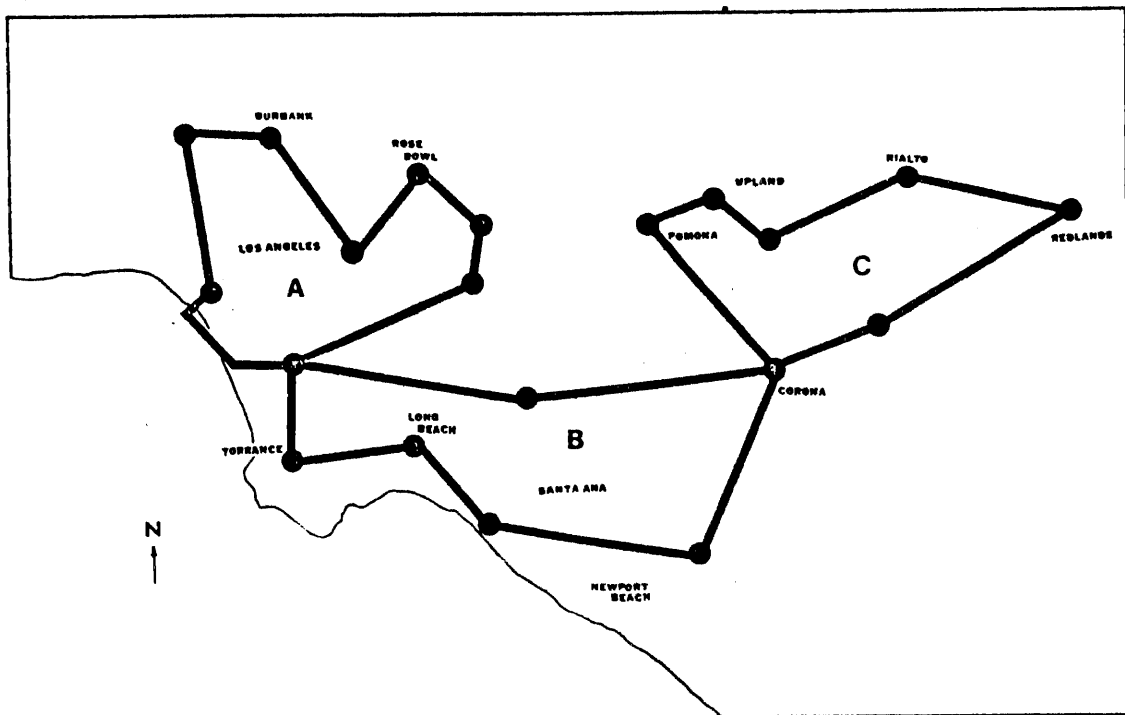 BURBANK
ROSE
BOWL
RIALTO
UPLAND
POMONA
REDLANDS
LOS ANGELES
A
C
CORONA
LONG
BEACH
B
TORRANCE
SANTA ANA
N
NEWPORT
BEACH